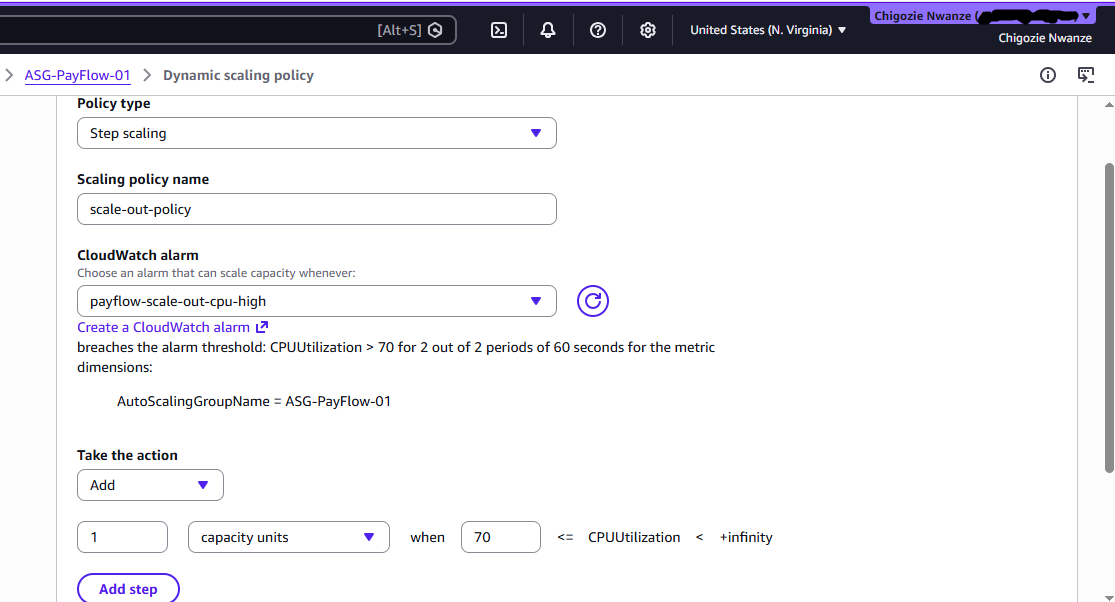 [Alt+S]
United States (N. Virginia)
Chigozie Nwanze (
Chigozie Nwanze
ASG-PayFlow-01
Dynamic scaling policy
Policy type
Step scaling
Scaling policy name
scale-out-policy
CloudWatch alarm
Choose an alarm that can scale capacity whenever:
payflow-scale-out-cpu-high
Create a CloudWatch alarm
breaches the alarm threshold: CPUUtilization > 70 for 2 out of 2 periods of 60 seconds for the metric
dimensions:
AutoScalingGroupName = ASG-PayFlow-01
Take the action
Add
1 capacity units when 70 <= CPUUtilization < +infinity
Add step